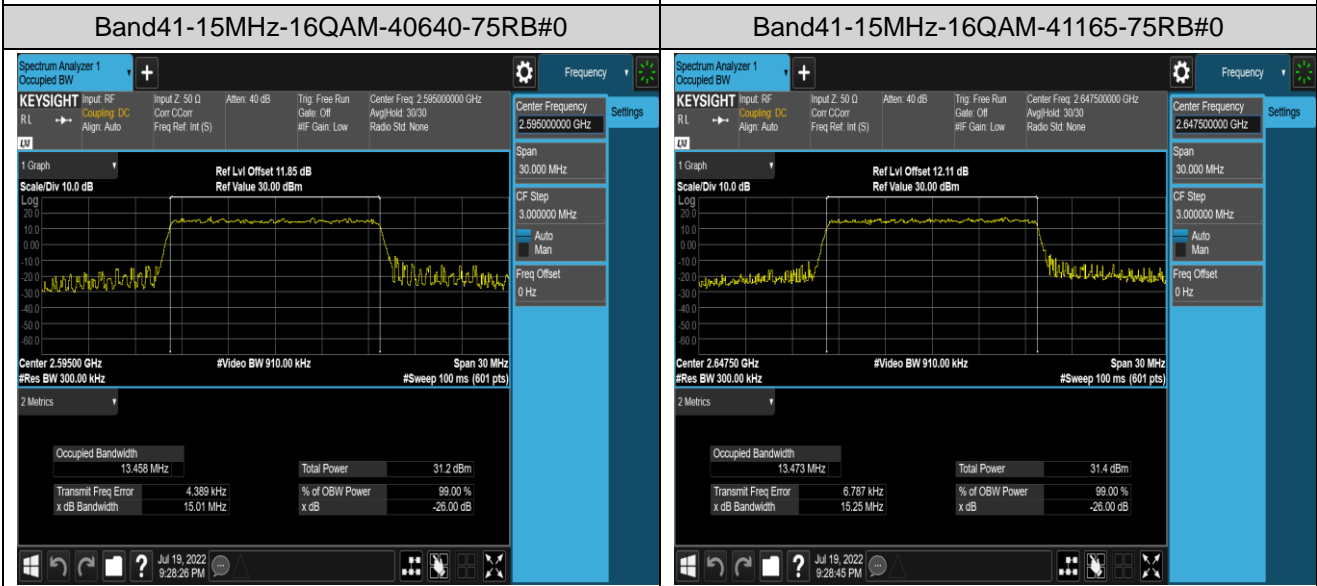 Band41-15MHz-16QAM-40640-75RB#0
Spectrum Analyzer 1
Occupied BW
Frequency
KEYSIGHT
RL
LXI
Input: RF
Coupling: DC
Align: Auto
Input Z: 50 Ω
Corr CCorr
Freq Ref: Int (S)
Atten: 40 dB
Trig: Free Run
Gate: Off
#IF Gain: Low
Center Freq: 2.595000000 GHz
Avg|Hold: 30/30
Radio Std: None
Center Frequency
2.595000000 GHz
Settings
Span
30.000 MHz
CF Step
3.000000 MHz
Auto
Man
Freq Offset
0 Hz
1 Graph
Scale/Div 10.0 dB
Ref Lvl Offset 11.85 dB
Ref Value 30.00 dBm
Log
20.0
10.0
0.00
-10.0
-20.0
-30.0
-40.0
-50.0
-60.0
Center 2.59500 GHz
#Res BW 300.00 kHz
#Video BW 910.00 kHz
Span 30 MHz
#Sweep 100 ms (601 pts)
2 Metrics
Occupied Bandwidth
13.458 MHz
Total Power 31.2 dBm
Transmit Freq Error 4.389 kHz
% of OBW Power 99.00 %
x dB Bandwidth 15.01 MHz
x dB -26.00 dB
Jul 19, 2022
9:28:26 PM
Band41-15MHz-16QAM-41165-75RB#0
Spectrum Analyzer 1
Occupied BW
Frequency
KEYSIGHT
RL
LXI
Input: RF
Coupling: DC
Align: Auto
Input Z: 50 Ω
Corr CCorr
Freq Ref: Int (S)
Atten: 40 dB
Trig: Free Run
Gate: Off
#IF Gain: Low
Center Freq: 2.647500000 GHz
Avg|Hold: 30/30
Radio Std: None
Center Frequency
2.647500000 GHz
Settings
Span
30.000 MHz
CF Step
3.000000 MHz
Auto
Man
Freq Offset
0 Hz
1 Graph
Scale/Div 10.0 dB
Ref Lvl Offset 12.11 dB
Ref Value 30.00 dBm
Log
20.0
10.0
0.00
-10.0
-20.0
-30.0
-40.0
-50.0
-60.0
Center 2.64750 GHz
#Res BW 300.00 kHz
#Video BW 910.00 kHz
Span 30 MHz
#Sweep 100 ms (601 pts)
2 Metrics
Occupied Bandwidth
13.473 MHz
Total Power 31.4 dBm
Transmit Freq Error 6.787 kHz
% of OBW Power 99.00 %
x dB Bandwidth 15.25 MHz
x dB -26.00 dB
Jul 19, 2022
9:28:45 PM